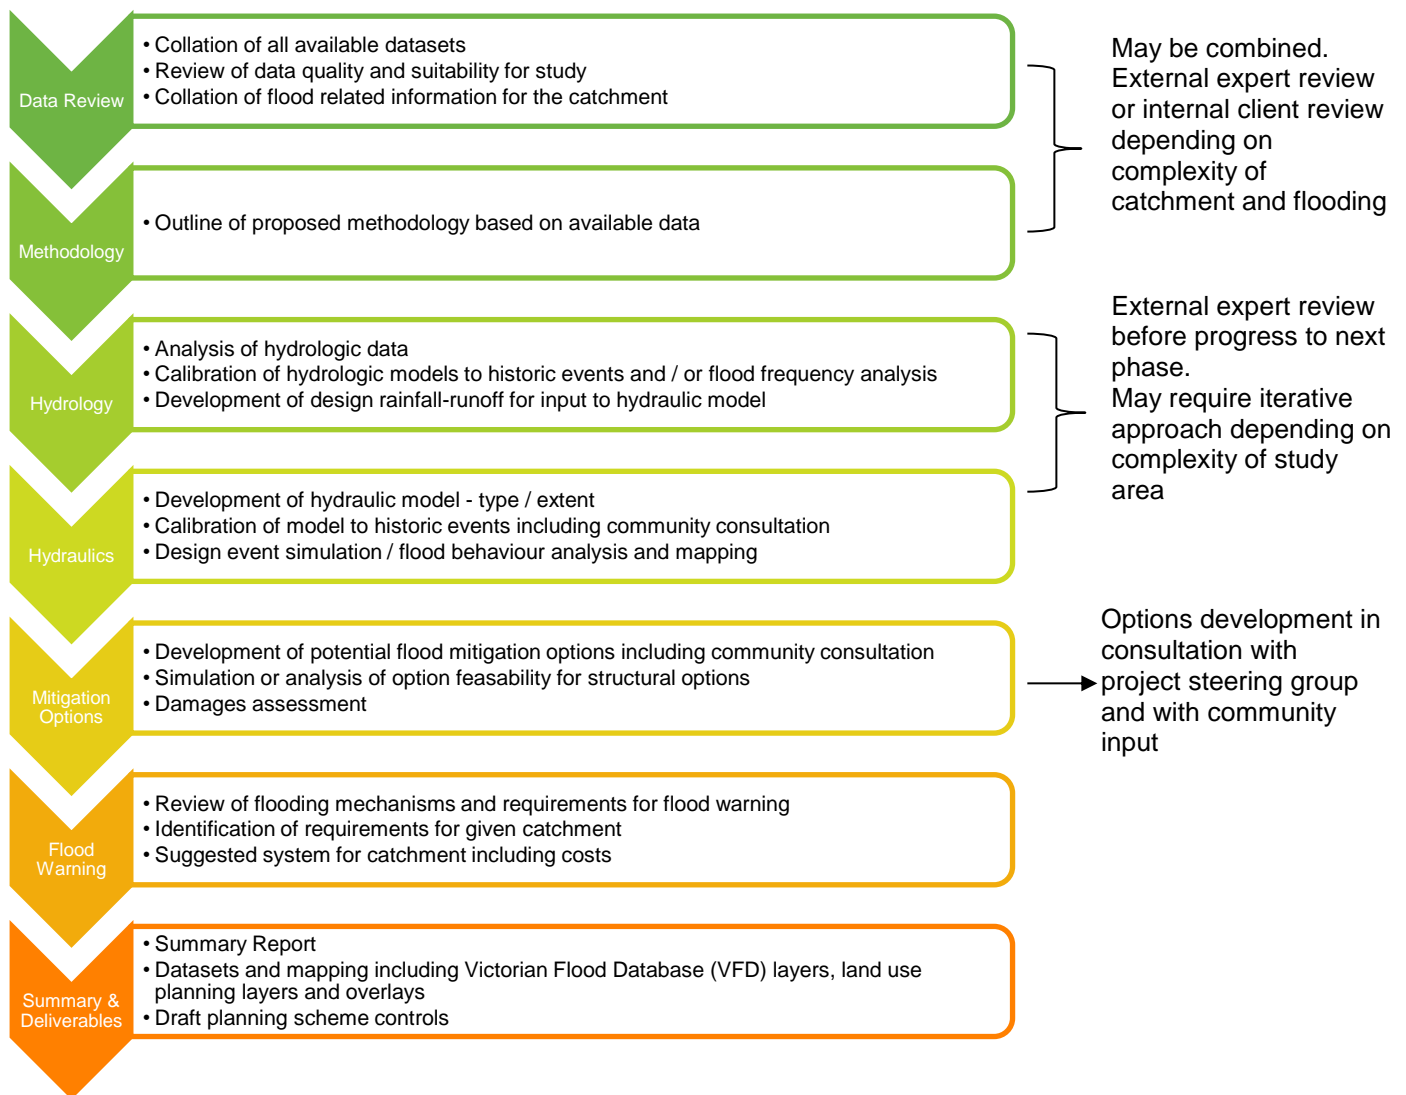 Data Review
• Collation of all available datasets
• Review of data quality and suitability for study
• Collation of flood related information for the catchment
May be combined.
External expert review
or internal client review
depending on
complexity of
catchment and flooding
Methodology
• Outline of proposed methodology based on available data
Hydrology
• Analysis of hydrologic data
• Calibration of hydrologic models to historic events and / or flood frequency analysis
• Development of design rainfall-runoff for input to hydraulic model
External expert review
before progress to next
phase.
May require iterative
approach depending on
complexity of study
area
Hydraulics
• Development of hydraulic model - type / extent
• Calibration of model to historic events including community consultation
• Design event simulation / flood behaviour analysis and mapping
Mitigation
Options
• Development of potential flood mitigation options including community consultation
• Simulation or analysis of option feasability for structural options
• Damages assessment
Options development in
consultation with
project steering group
and with community
input
Flood
Warning
• Review of flooding mechanisms and requirements for flood warning
• Identification of requirements for given catchment
• Suggested system for catchment including costs
Summary &
Deliverables
• Summary Report
• Datasets and mapping including Victorian Flood Database (VFD) layers, land use
planning layers and overlays
• Draft planning scheme controls